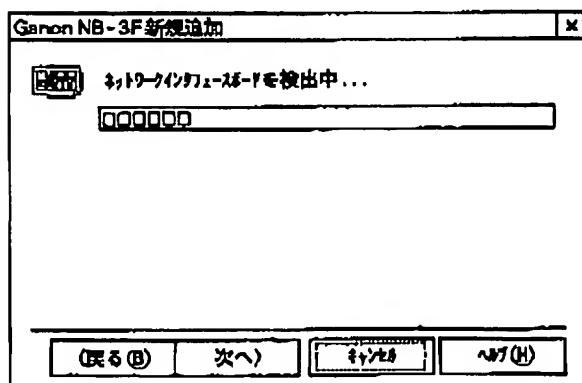 Ganon NB-3F新規追加
ﾈｯﾄﾜｰｸｲﾝﾀﾌｪｰｽﾎﾞｰﾄﾞを検出中...
(戻る(B) 次へ) ｷｬﾝｾﾙ ﾍﾙﾌﾟ(H)